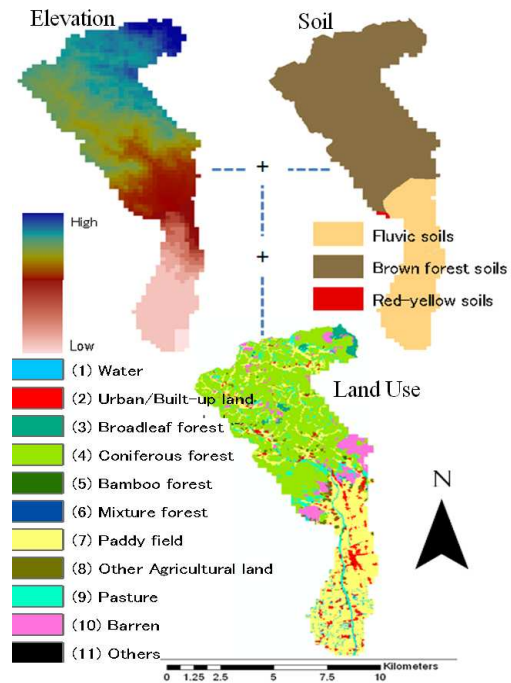 Elevation
Soil
High
Low
Fluvic soils
Brown forest soils
Red-yellow soils
Land Use
(1) Water
(2) Urban/Built-up land
(3) Broadleaf forest
(4) Coniferous forest
(5) Bamboo forest
(6) Mixture forest
(7) Paddy field
(8) Other Agricultural land
(9) Pasture
(10) Barren
(11) Others
N
Kilometers
0 1.25 2.5 5 7.5 10